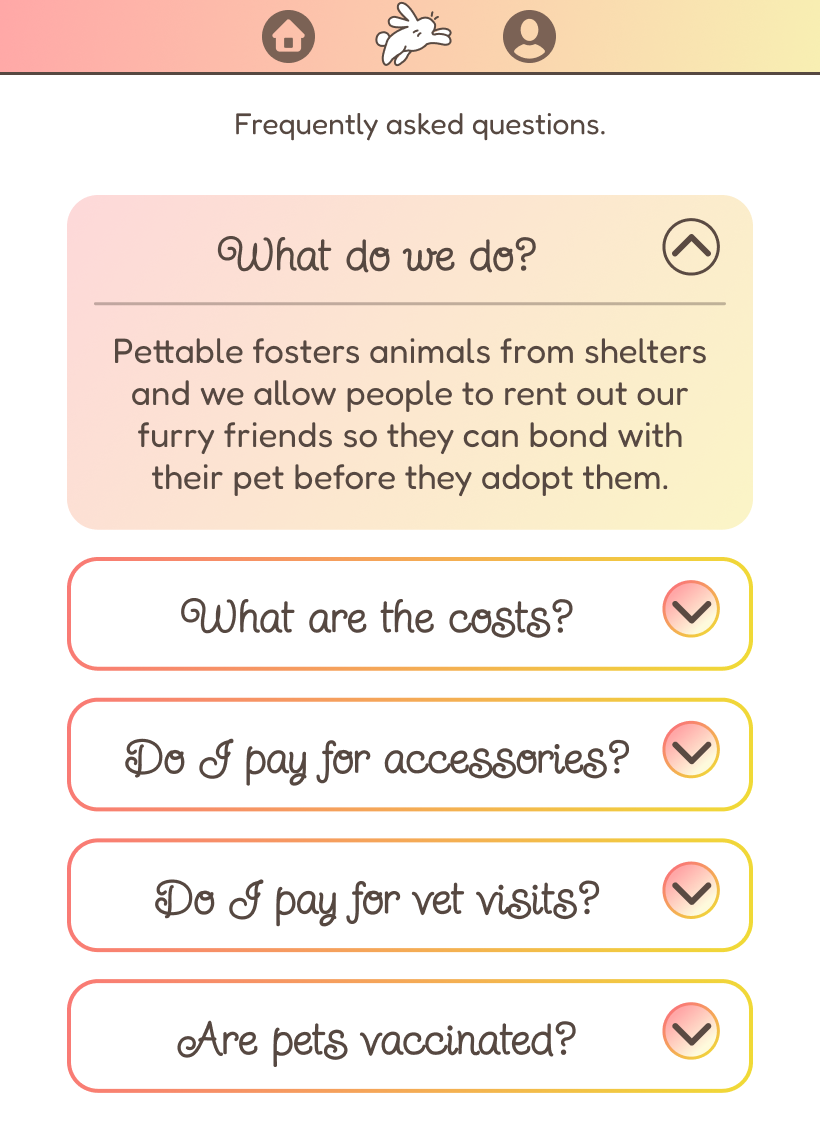 Frequently asked questions.
What do we do?
Pettable fosters animals from shelters
and we allow people to rent out our
furry friends so they can bond with
their pet before they adopt them.
What are the costs?
Do I pay for accessories?
Do I pay for vet visits?
Are pets vaccinated?